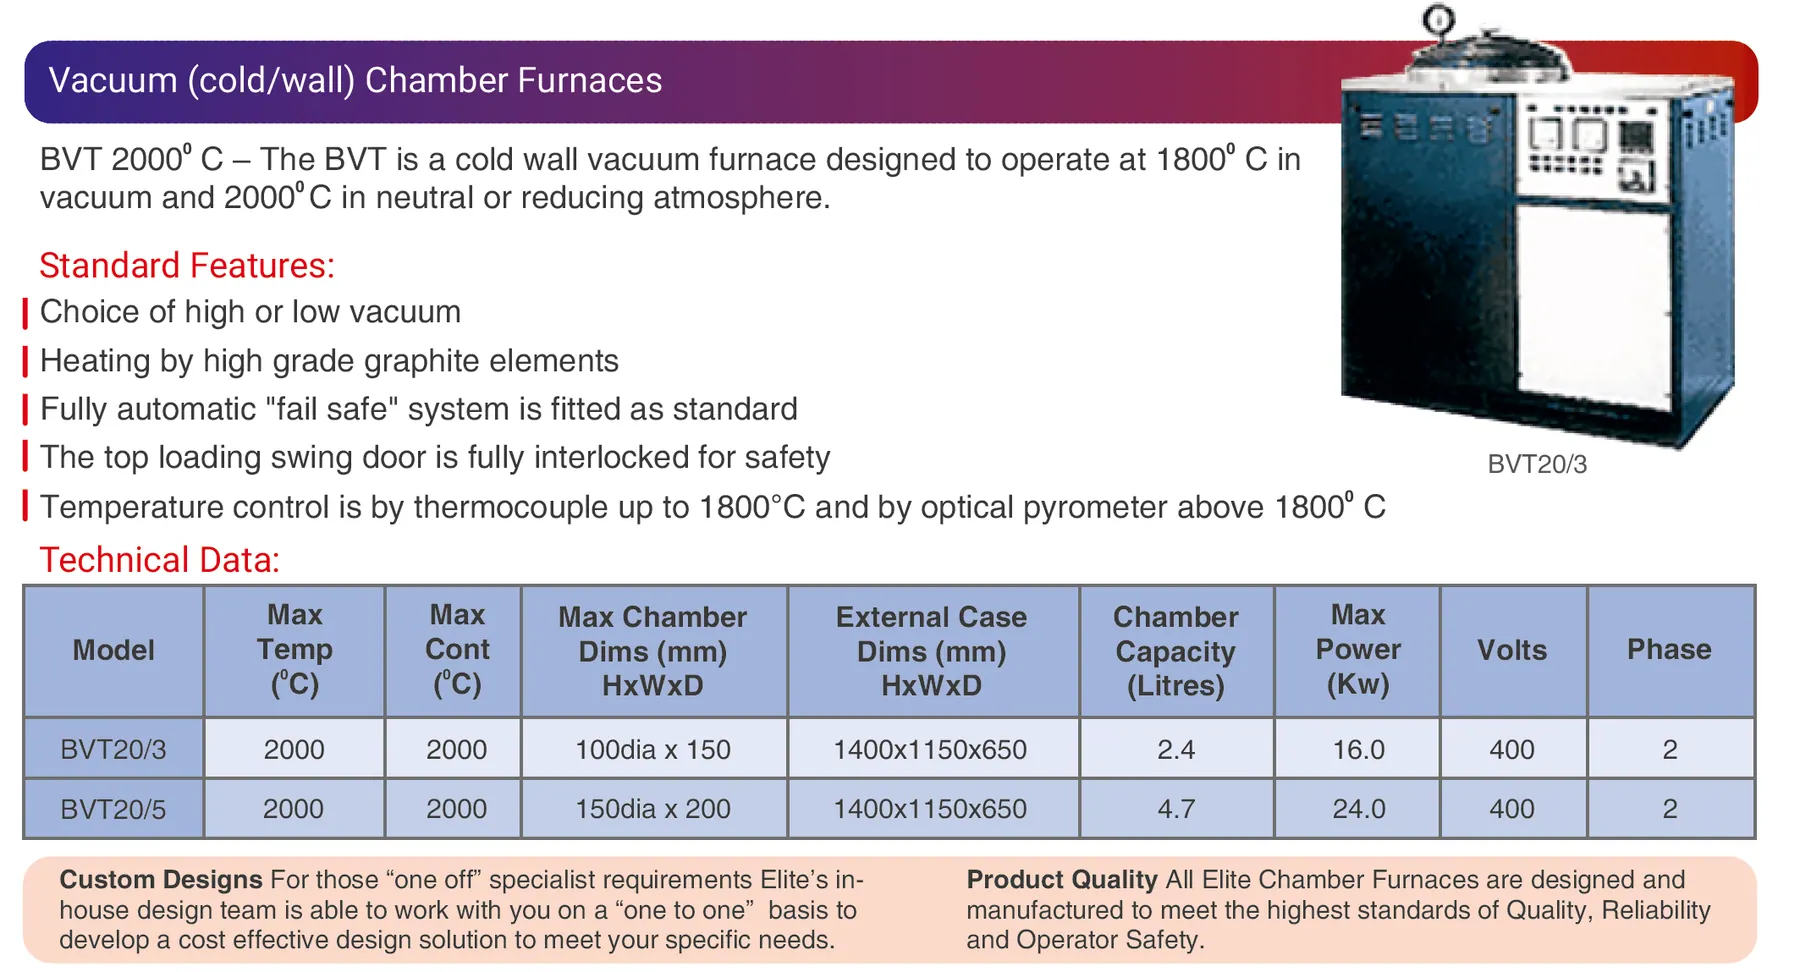 Vacuum (cold/wall) Chamber Furnaces
BVT 2000⁰ C – The BVT is a cold wall vacuum furnace designed to operate at 1800⁰ C in
vacuum and 2000⁰ C in neutral or reducing atmosphere.
BVT20/3
Standard Features:
Choice of high or low vacuum
Heating by high grade graphite elements
Fully automatic "fail safe" system is fitted as standard
The top loading swing door is fully interlocked for safety
Temperature control is by thermocouple up to 1800°C and by optical pyrometer above 1800⁰ C
Technical Data:
Model | Max Temp (⁰C) | Max Cont (⁰C) | Max Chamber Dims (mm) HxWxD | External Case Dims (mm) HxWxD | Chamber Capacity (Litres) | Max Power (Kw) | Volts | Phase
BVT20/3 | 2000 | 2000 | 100dia x 150 | 1400x1150x650 | 2.4 | 16.0 | 400 | 2
BVT20/5 | 2000 | 2000 | 150dia x 200 | 1400x1150x650 | 4.7 | 24.0 | 400 | 2
Custom Designs For those “one off” specialist requirements Elite’s in-
house design team is able to work with you on a “one to one” basis to
develop a cost effective design solution to meet your specific needs.
Product Quality All Elite Chamber Furnaces are designed and
manufactured to meet the highest standards of Quality, Reliability
and Operator Safety.